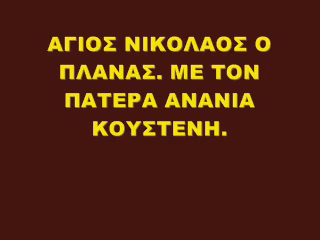 ΑΓΙΟΣ ΝΙΚΟΛΑΟΣ Ο
ΠΛΑΝΑΣ. ΜΕ ΤΟΝ
ΠΑΤΕΡΑ ΑΝΑΝΙΑ
ΚΟΥΣΤΕΝΗ.